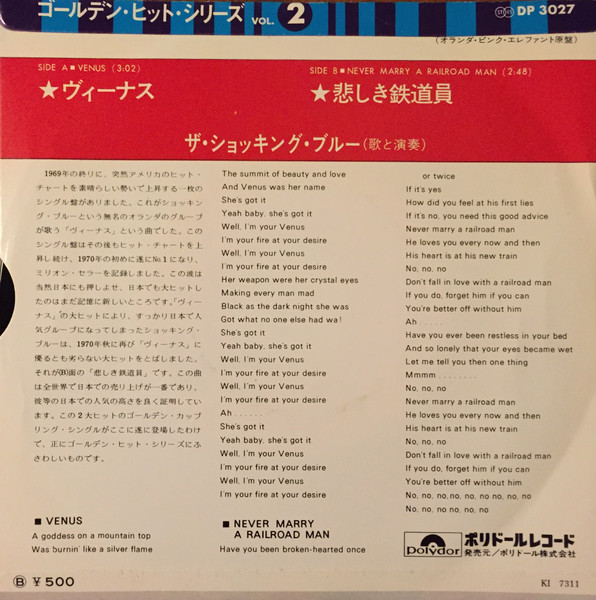 ゴールデン・ヒット・シリーズ VOL. 2
DP 3027
(オランダ・ピンク・エレファント原盤)
SIDE A■VENUS (3:02)
★ヴィーナス
SIDE B■NEVER MARRY A RAILROAD MAN (2:48)
★悲しき鉄道員
ザ・ショッキング・ブルー(歌と演奏)
1969年の終りに、突然アメリカのヒット・
チャートを素晴らしい勢いで上昇する一枚の
シングル盤がありました。これがショッキン
グ・ブルーという無名のオランダのグループ
が歌う「ヴィーナス」という曲でした。この
シングル盤はその後もヒット・チャートを上
昇し続け、1970年の初めに遂にNo.1になり、
ミリオン・セラーを記録しました。この波は
当然日本にも押しよせ、日本でも大ヒット
したのはまだ記憶に新しいところです。「ヴィ
ーナス」の大ヒットにより、すっかり日本で人
気グループになってしまったショッキング・
ブルーは、1970年秋に再び「ヴィーナス」に
優るとも劣らない大ヒットをとばしました。
それが(B)面の「悲しき鉄道員」です。この曲
は全世界で日本での売り上げが一番であり、
彼等の日本での人気の高さを良く証明してい
ます。この2大ヒットのゴールデン・カップ
リング・シングルがここに遂に登場したわけ
で、正にゴールデン・ヒット・シリーズにふ
さわしいものです。
■ VENUS
A goddess on a mountain top
Was burnin' like a silver flame
The summit of beauty and love
And Venus was her name
She's got it
Yeah baby, she's got it
Well, I'm your Venus
I'm your fire at your desire
Well, I'm your Venus
I'm your fire at your desire
Her weapon were her crystal eyes
Making every man mad
Black as the dark night she was
Got what no one else had wa!
She's got it
Yeah baby, she's got it
Well, I'm your Venus
I'm your fire at your desire
Well, I'm your Venus
I'm your fire at your desire
Ah . . . . . .
She's got it
Yeah baby, she's got it
Well, I'm your Venus
I'm your fire at your desire
Well, I'm your Venus
I'm your fire at your desire
■ NEVER MARRY
A RAILROAD MAN
Have you been broken-hearted once
or twice
If it's yes
How did you feel at his first lies
If it's no, you need this good advice
Never marry a railroad man
He loves you every now and then
His heart is at his new train
No, no, no
Don't fall in love with a railroad man
If you do, forget him if you can
You're better off without him
Ah . . . . .
Have you ever been restless in your bed
And so lonely that your eyes became wet
Let me tell you then one thing
Mmmm . . . . . . . .
No, no, no
Never marry a railroad man
He loves you every now and then
His heart is at his new train
No, no, no
Don't fall in love with a railroad man
If you do, forget him if you can
You're better off without him
No, no, no, no, no, no, no, no
No, no, no, no, no
polydor
ポリドールレコード
発売元/ポリドール株式会社
Ⓑ ¥500
KI 7311